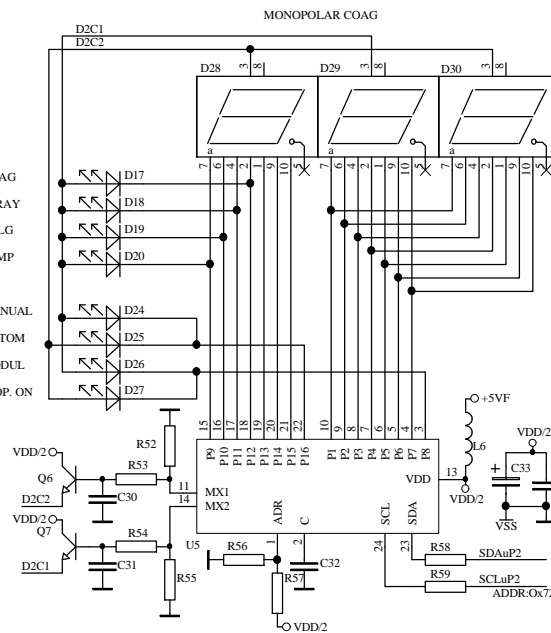 MONOPOLAR COAG
D2C1
D2C2
3 8 3 8 3 8
D28 D29 D30
a a a
7 6 4 2 1 9 10 5 7 6 4 2 1 9 10 5 7 6 4 2 1 9 10 5
AG D17
RAY D18
LG D19
MP D20
NUAL D24
TOM D25
ODUL D26
OP. ON D27
+5VF
15 16 17 18 19 20 21 22 10 9 8 7 6 5 4 3
P9 P10 P11 P12 P13 P14 P15 P16 P1 P2 P3 P4 P5 P6 P7 P8
R52
L6
VDD/2
VDD/2
VDD 13
VDD/2
+ C33
VSS
Q6
R53
11 MX1
14 MX2
C30
D2C2
VDD/2
Q7
R54
U5
ADR C SCL SDA
1 2 24 23
D2C1
C31
R55
R56
R57
C32
R58 SDAuP2
R59 SCLuP2
ADDR:Ox72
VDD/2